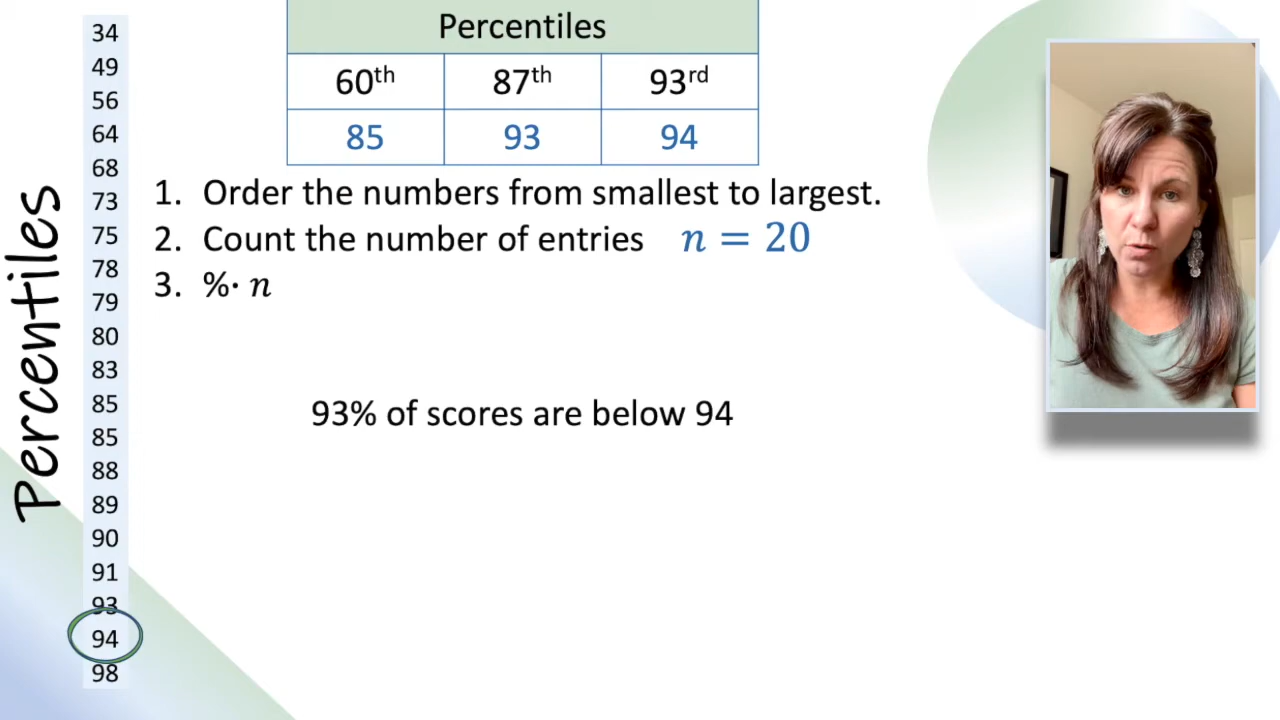 Percentiles
34
49
56
64
68
73
75
78
79
80
83
85
85
88
89
90
91
93
94
98
Percentiles
60th 87th 93rd
85 93 94
1. Order the numbers from smallest to largest.
2. Count the number of entries n = 20
3. %· n
93% of scores are below 94